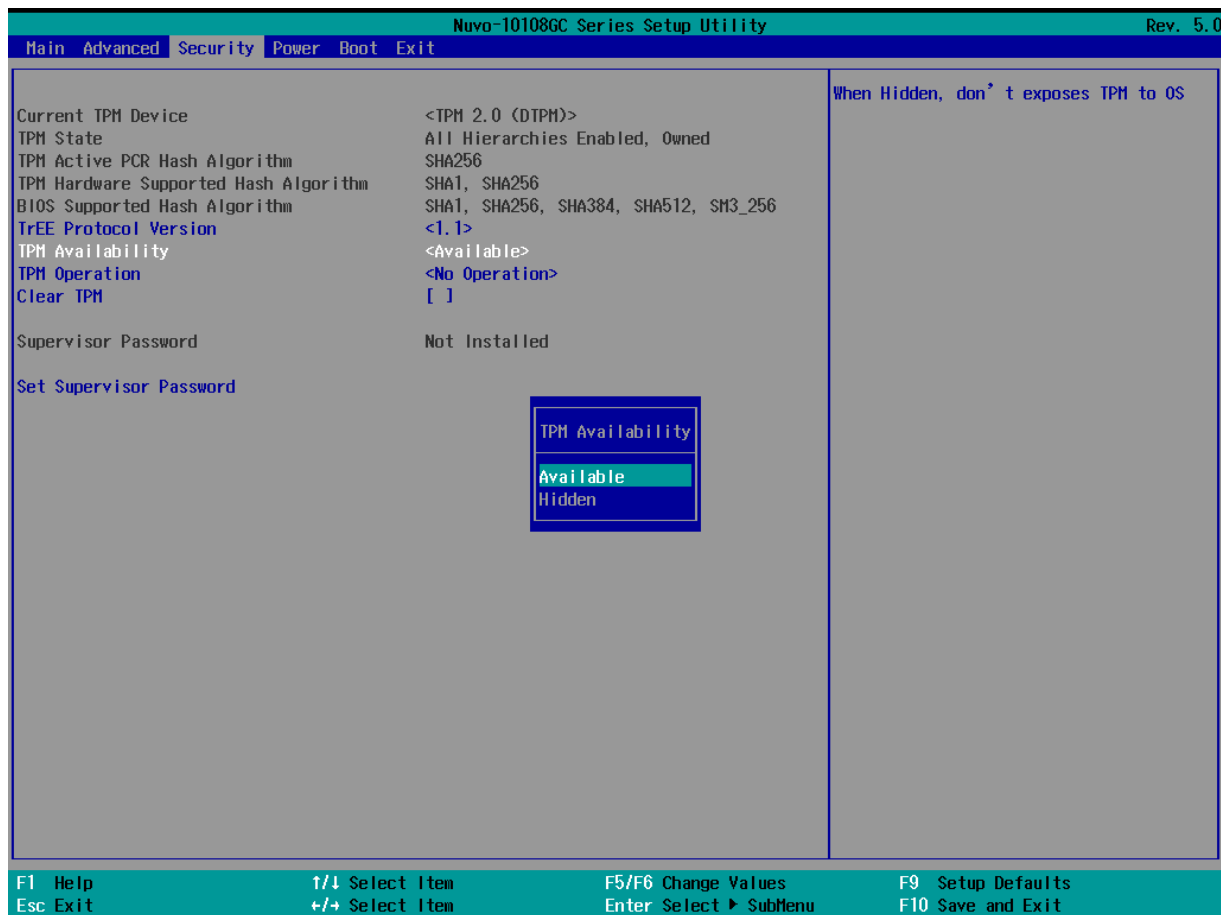 Nuvo-10108GC Series Setup Utility Rev. 5.0
Main Advanced Security Power Boot Exit
When Hidden, don't exposes TPM to OS
Current TPM Device <TPM 2.0 (DTPM)>
TPM State All Hierarchies Enabled, Owned
TPM Active PCR Hash Algorithm SHA256
TPM Hardware Supported Hash Algorithm SHA1, SHA256
BIOS Supported Hash Algorithm SHA1, SHA256, SHA384, SHA512, SM3_256
TrEE Protocol Version <1.1>
TPM Availability <Available>
TPM Operation <No Operation>
Clear TPM [ ]
Supervisor Password Not Installed
Set Supervisor Password
TPM Availability
Available
Hidden
F1 Help ↑/↓ Select Item F5/F6 Change Values F9 Setup Defaults
Esc Exit ←/→ Select Item Enter Select ▶ SubMenu F10 Save and Exit